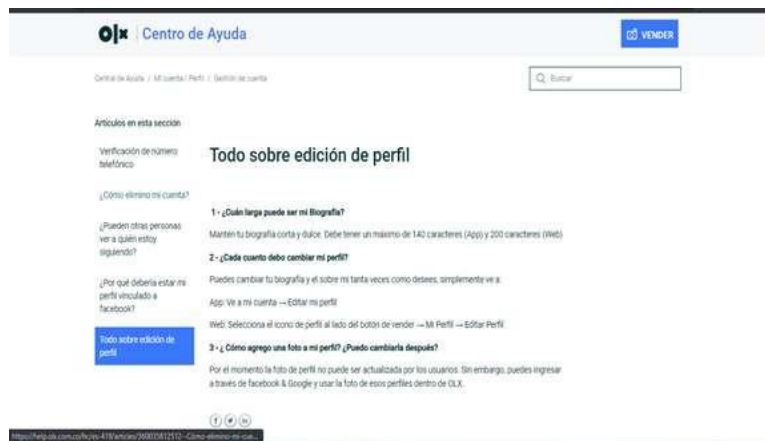 OLX Centro de Ayuda
VENDER
Central de Ayuda / Mi cuenta / Perfil / Gestión de cuenta
Buscar
Artículos en esta sección
Verificación de número
telefónico
¿Cómo elimino mi cuenta?
¿Pueden otras personas
ver a quién estoy
siguiendo?
¿Por qué debería estar mi
perfil vinculado a
facebook?
Todo sobre edición de
perfil
Todo sobre edición de perfil
1 - ¿Cuán larga puede ser mi Biografía?
Mantén tu biografía corta y dulce. Debe tener un máximo de 140 caracteres (App) y 200 caracteres (Web)
2 - ¿Cada cuanto debo cambiar mi perfil?
Puedes cambiar tu biografía y el sobre mi tanta veces como desees, simplemente ve a:
App: Ve a mi cuenta → Editar mi perfil
Web: Selecciona el icono de perfil al lado del botón de vender → Mi Perfil → Editar Perfil
3 - ¿ Cómo agrego una foto a mi perfil? ¿Puedo cambiarla después?
Por el momento la foto de perfil no puede ser actualizada por los usuarios. Sin embargo, puedes ingresar
a través de facebook & Google y usar la foto de esos perfiles dentro de OLX.